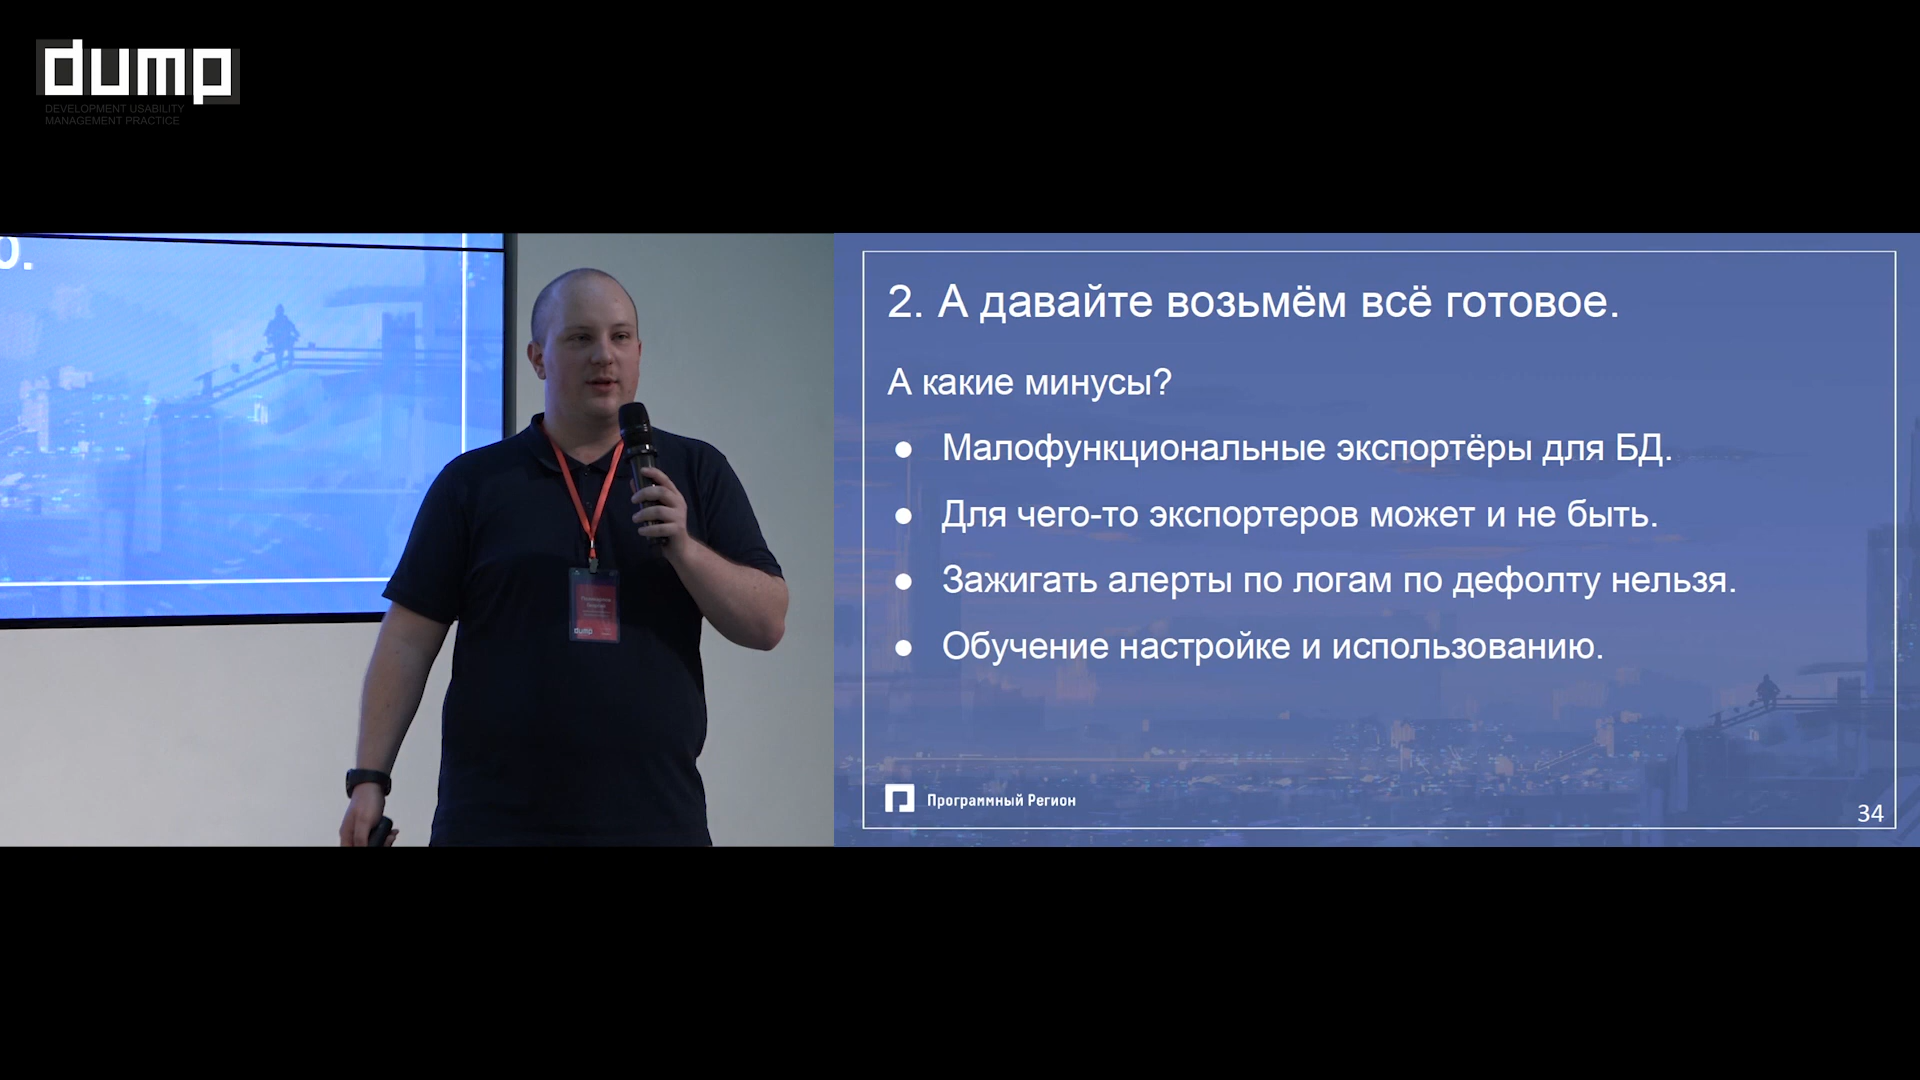 dump
DEVELOPMENT USABILITY
MANAGEMENT PRACTICE
о.
2. А давайте возьмём всё готовое.
А какие минусы?
● Малофункциональные экспортёры для БД.
● Для чего-то экспортеров может и не быть.
● Зажигать алерты по логам по дефолту нельзя.
● Обучение настройке и использованию.
Программный Регион
34
dump